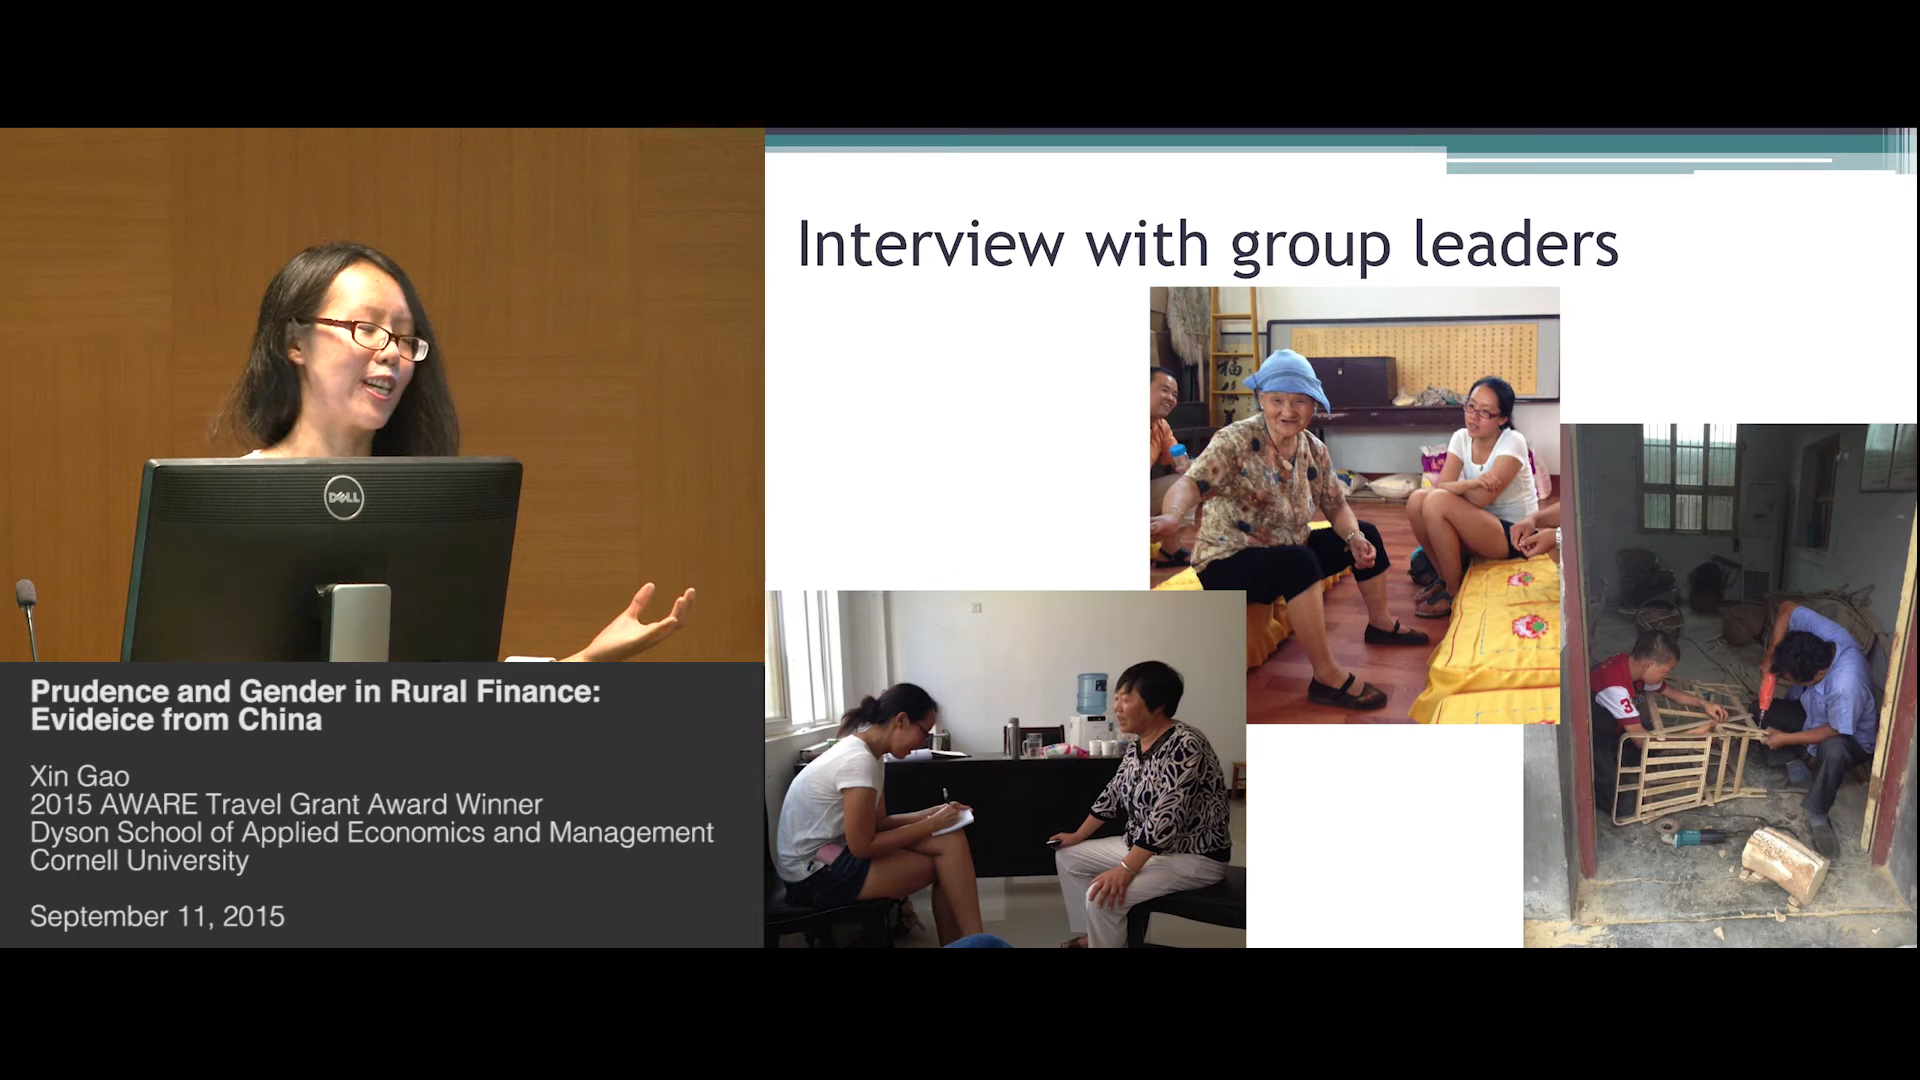 Interview with group leaders
DELL
福
Prudence and Gender in Rural Finance:
Evideice from China
Xin Gao
2015 AWARE Travel Grant Award Winner
Dyson School of Applied Economics and Management
Cornell University
September 11, 2015